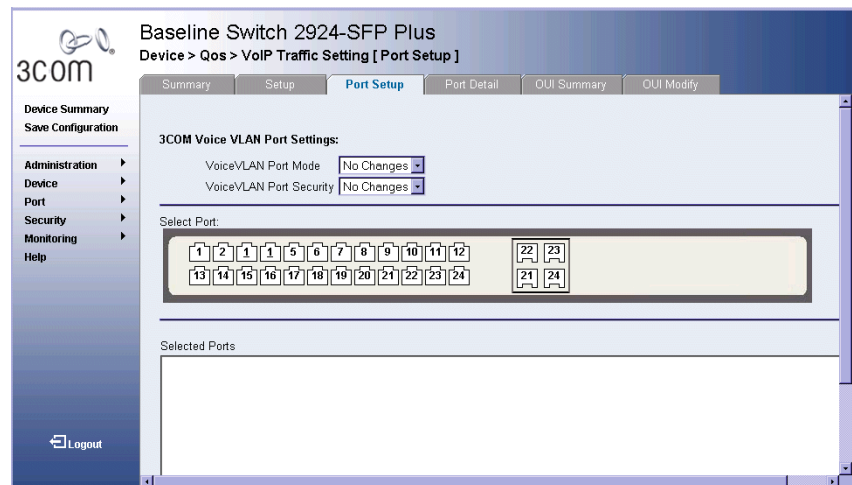 3COM
Baseline Switch 2924-SFP Plus
Device > Qos > VoIP Traffic Setting [ Port Setup ]
Summary Setup Port Setup Port Detail OUI Summary OUI Modify
Device Summary
Save Configuration
Administration
Device
Port
Security
Monitoring
Help
Logout
3COM Voice VLAN Port Settings:
VoiceVLAN Port Mode No Changes
VoiceVLAN Port Security No Changes
Select Port:
1 2 1 1 5 6 7 8 9 10 11 12 22 23
13 14 15 16 17 18 19 20 21 22 23 24 21 24
Selected Ports